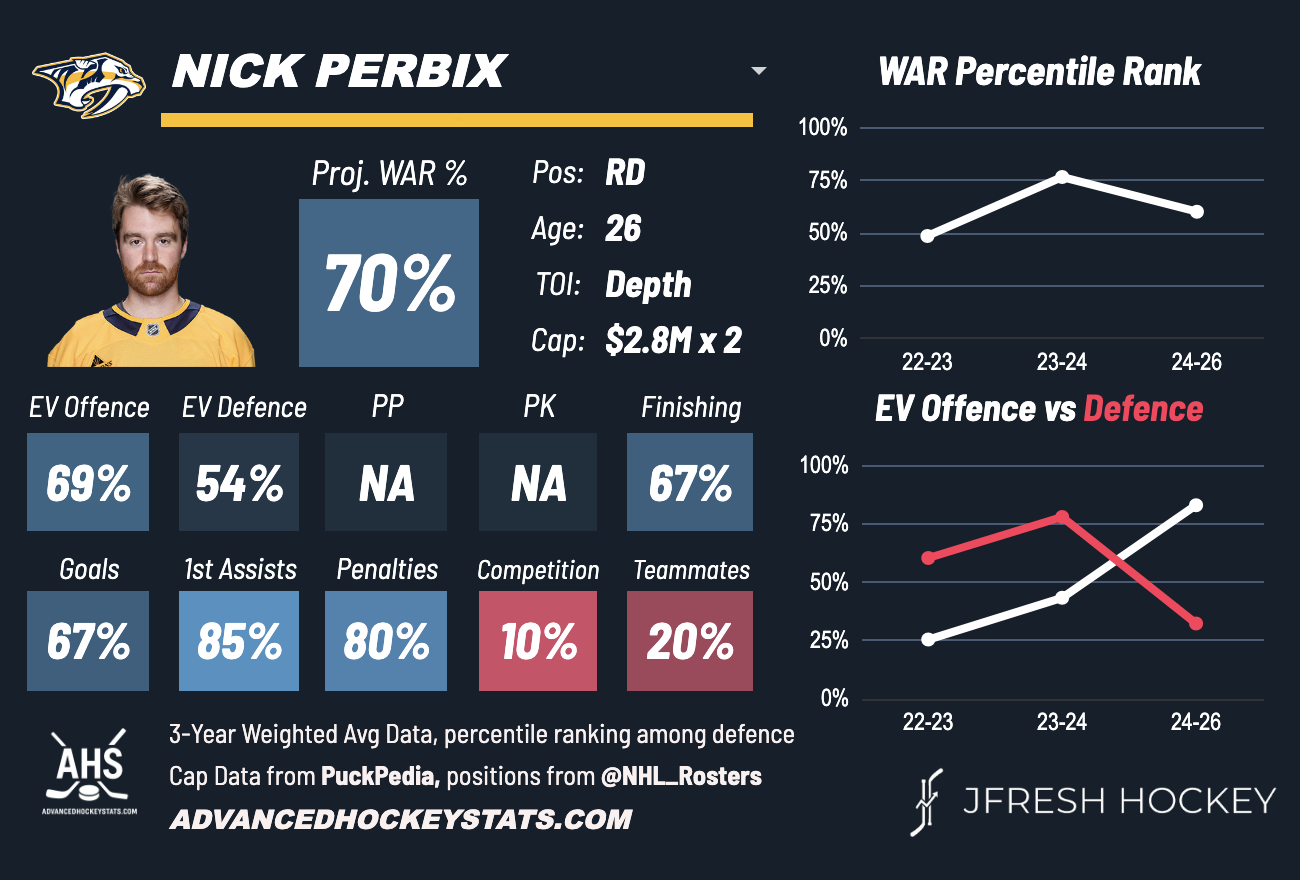 NICK PERBIX
Proj. WAR %
70%
Pos: RD
Age: 26
TOI: Depth
Cap: $2.8M x 2
EV Offence EV Defence PP PK Finishing
69% 54% NA NA 67%
Goals 1st Assists Penalties Competition Teammates
67% 85% 80% 10% 20%
WAR Percentile Rank
100%
75%
50%
25%
0%
22-23 23-24 24-26
EV Offence vs Defence
100%
75%
50%
25%
0%
22-23 23-24 24-26
AHS
ADVANCEDHOCKEYSTATS.COM
3-Year Weighted Avg Data, percentile ranking among defence
Cap Data from PuckPedia, positions from @NHL_Rosters
ADVANCEDHOCKEYSTATS.COM
JFRESH HOCKEY